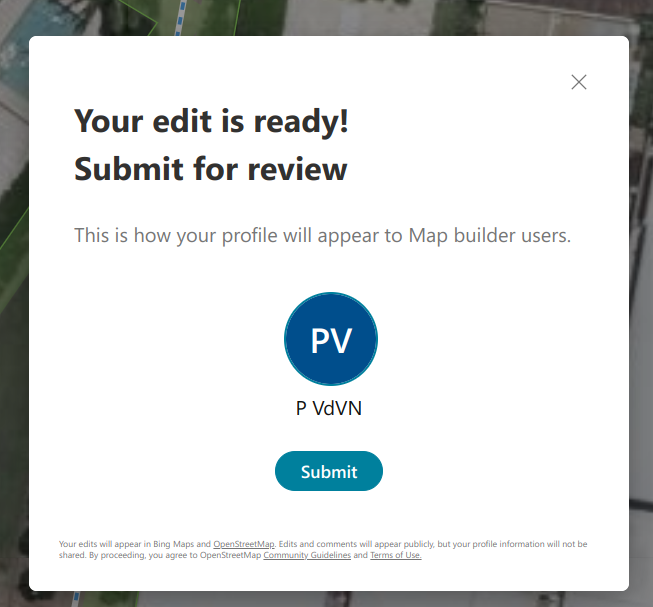 Your edit is ready!
Submit for review
This is how your profile will appear to Map builder users.
PV
P VdVN
Submit
Your edits will appear in Bing Maps and OpenStreetMap. Edits and comments will appear publicly, but your profile information will not be
shared. By proceeding, you agree to OpenStreetMap Community Guidelines and Terms of Use.